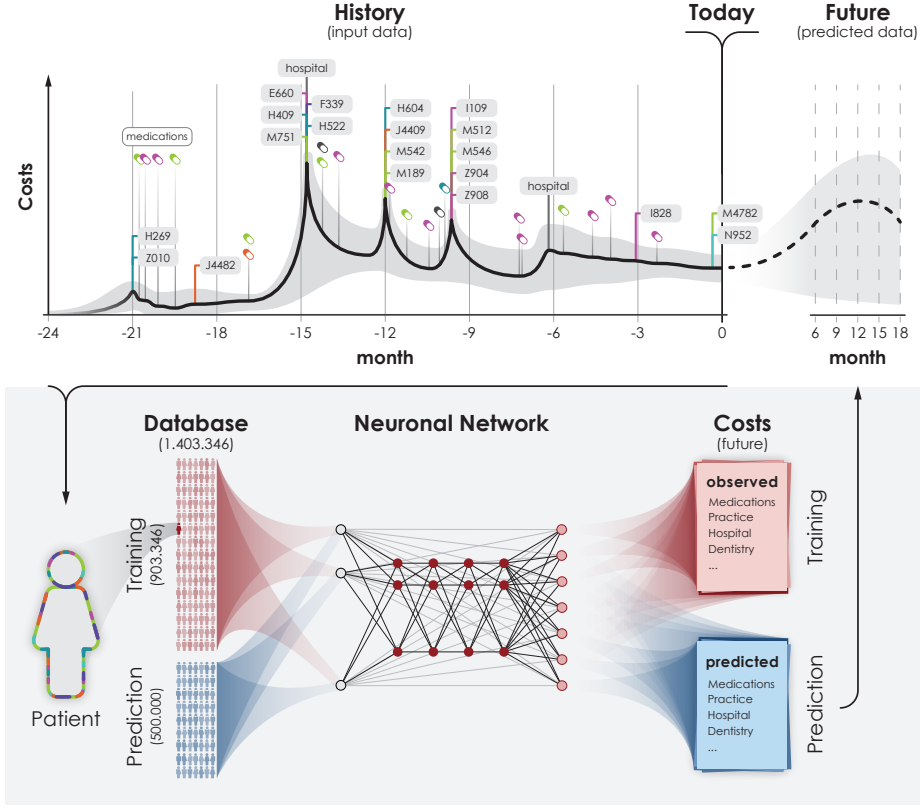 History
(input data)
Today
Future
(predicted data)
Costs
hospital
E660
F339
H409
H522
M751
medications
H269
Z010
J4482
H604
J4409
M542
M189
I109
M512
M546
Z904
Z908
hospital
I828
M4782
N952
-24
-21
-18
-15
-12
-9
-6
-3
0
6
9
12
15
18
month
month
Database
(1.403.346)
Neuronal Network
Costs
(future)
Training
(903.346)
Prediction
(500.000)
Patient
observed
Medications
Practice
Hospital
Dentistry
...
Training
predicted
Medications
Practice
Hospital
Dentistry
...
Prediction